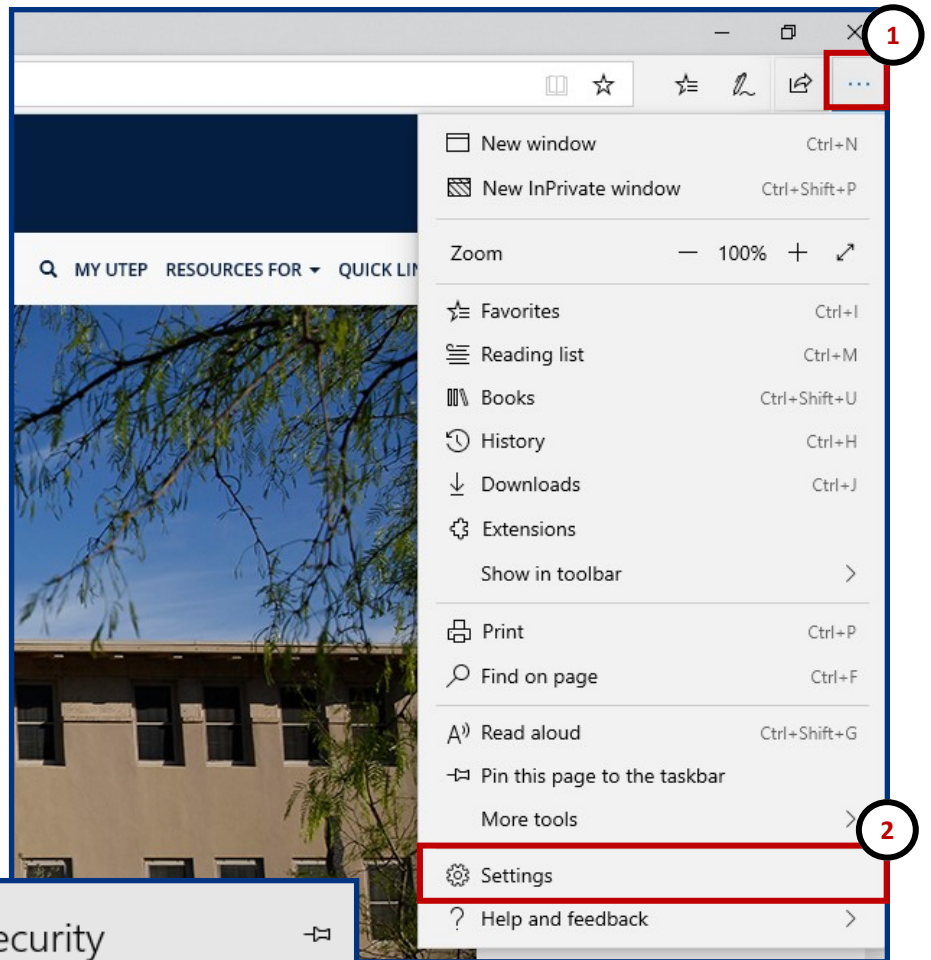 1
New window Ctrl+N
New InPrivate window Ctrl+Shift+P
Zoom — 100% +
MY UTEP RESOURCES FOR QUICK LIN
Favorites Ctrl+I
Reading list Ctrl+M
Books Ctrl+Shift+U
History Ctrl+H
Downloads Ctrl+J
Extensions
Show in toolbar
Print Ctrl+P
Find on page Ctrl+F
A Read aloud Ctrl+Shift+G
Pin this page to the taskbar
More tools
2
Settings
? Help and feedback
ecurity